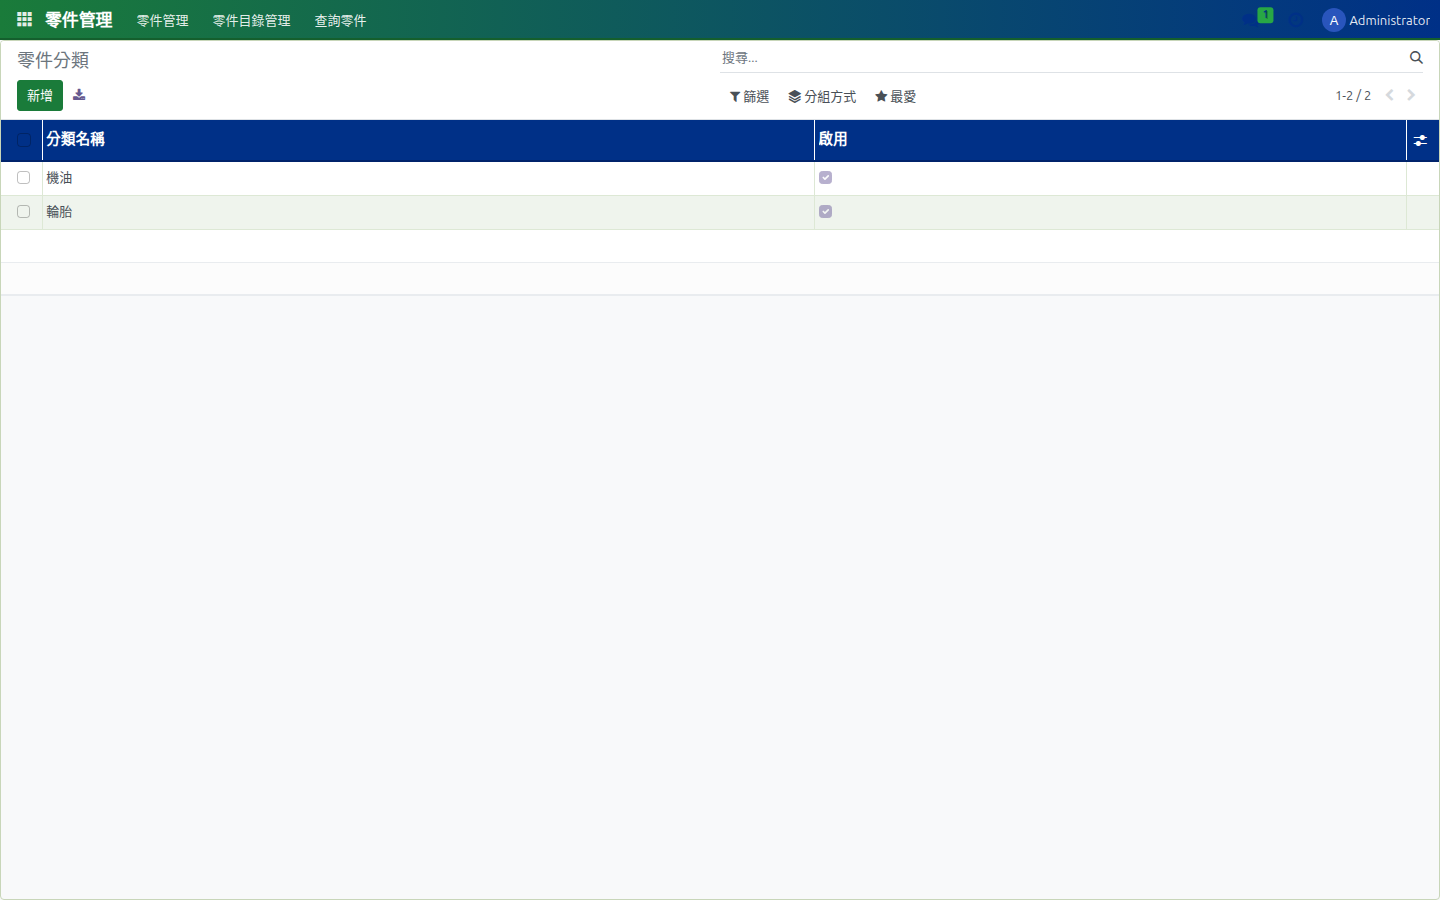 零件管理 零件管理 零件目錄管理 查詢零件 1 A Administrator
零件分類 搜尋...
新增 篩選 分組方式 最愛 1-2 / 2
分類名稱 啟用
機油
輪胎